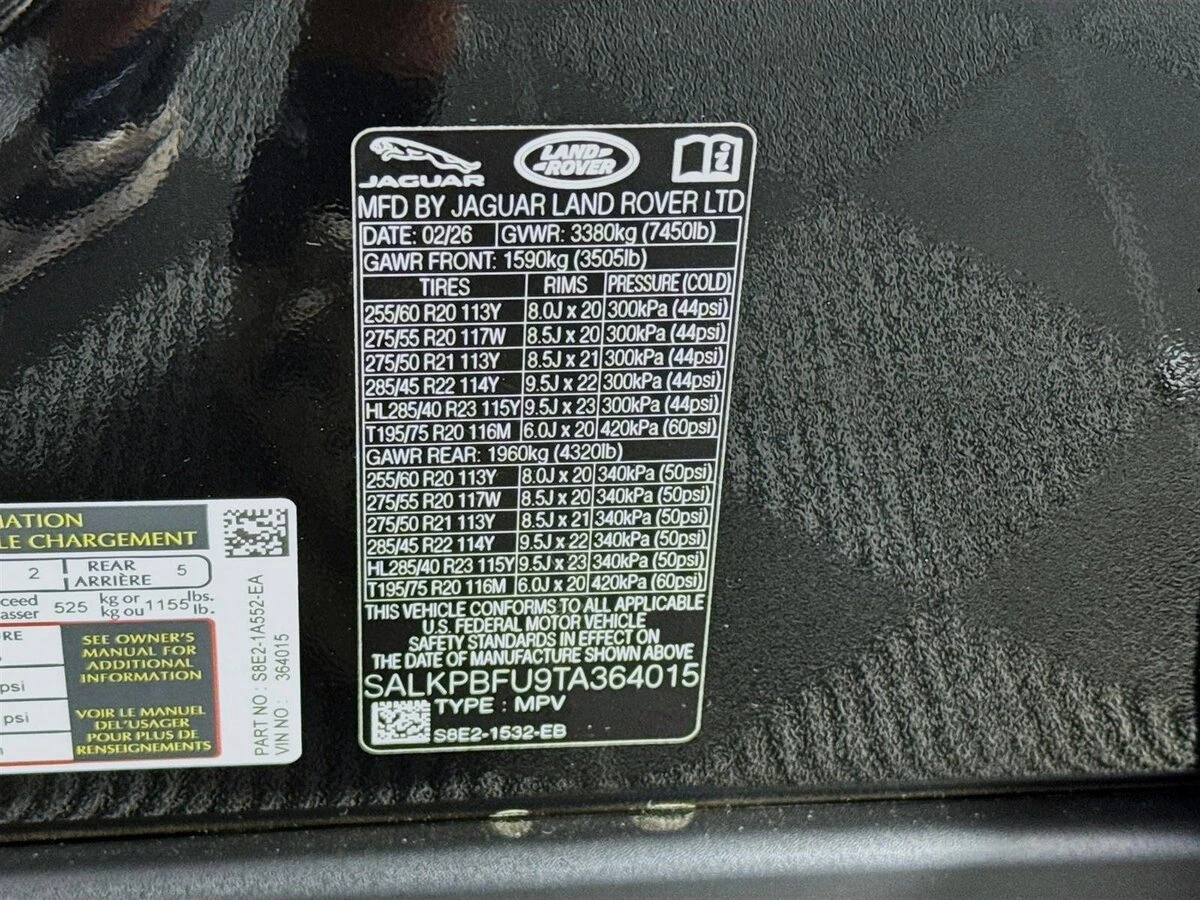 JAGUAR LAND-ROVER
MFD BY JAGUAR LAND ROVER LTD
DATE: 02/26 GVWR: 3380kg (7450lb)
GAWR FRONT: 1590kg (3505lb)
TIRES RIMS PRESSURE (COLD)
255/60 R20 113Y 8.0J x 20 300kPa (44psi)
275/55 R20 117W 8.5J x 20 300kPa (44psi)
275/50 R21 113Y 8.5J x 21 300kPa (44psi)
285/45 R22 114Y 9.5J x 22 300kPa (44psi)
HL285/40 R23 115Y 9.5J x 23 300kPa (44psi)
T195/75 R20 116M 6.0J x 20 420kPa (60psi)
GAWR REAR: 1960kg (4320lb)
255/60 R20 113Y 8.0J x 20 340kPa (50psi)
275/55 R20 117W 8.5J x 20 340kPa (50psi)
275/50 R21 113Y 8.5J x 21 340kPa (50psi)
285/45 R22 114Y 9.5J x 22 340kPa (50psi)
HL285/40 R23 115Y 9.5J x 23 340kPa (50psi)
T195/75 R20 116M 6.0J x 20 420kPa (60psi)
THIS VEHICLE CONFORMS TO ALL APPLICABLE
U.S. FEDERAL MOTOR VEHICLE
SAFETY STANDARDS IN EFFECT ON
THE DATE OF MANUFACTURE SHOWN ABOVE
SALKPBFU9TA364015
TYPE : MPV
S8E2-1532-EB
MATION
LE CHARGEMENT
2 REAR 5
ARRIÈRE
ceed 525 kg or 1155 lbs.
asser kg ou lb.
RE
psi
psi
SEE OWNER'S
MANUAL FOR
ADDITIONAL
INFORMATION
VOIR LE MANUEL
DEL'USAGER
POUR PLUS DE
RENSEIGNEMENTS
PART NO : S8E2-1A552-EA
VIN NO : 364015